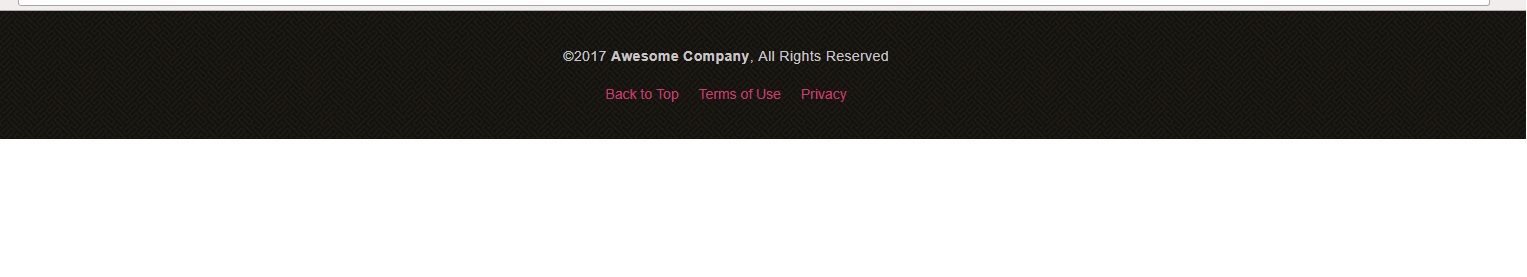 ©2017 Awesome Company, All Rights Reserved
Back to Top Terms of Use Privacy